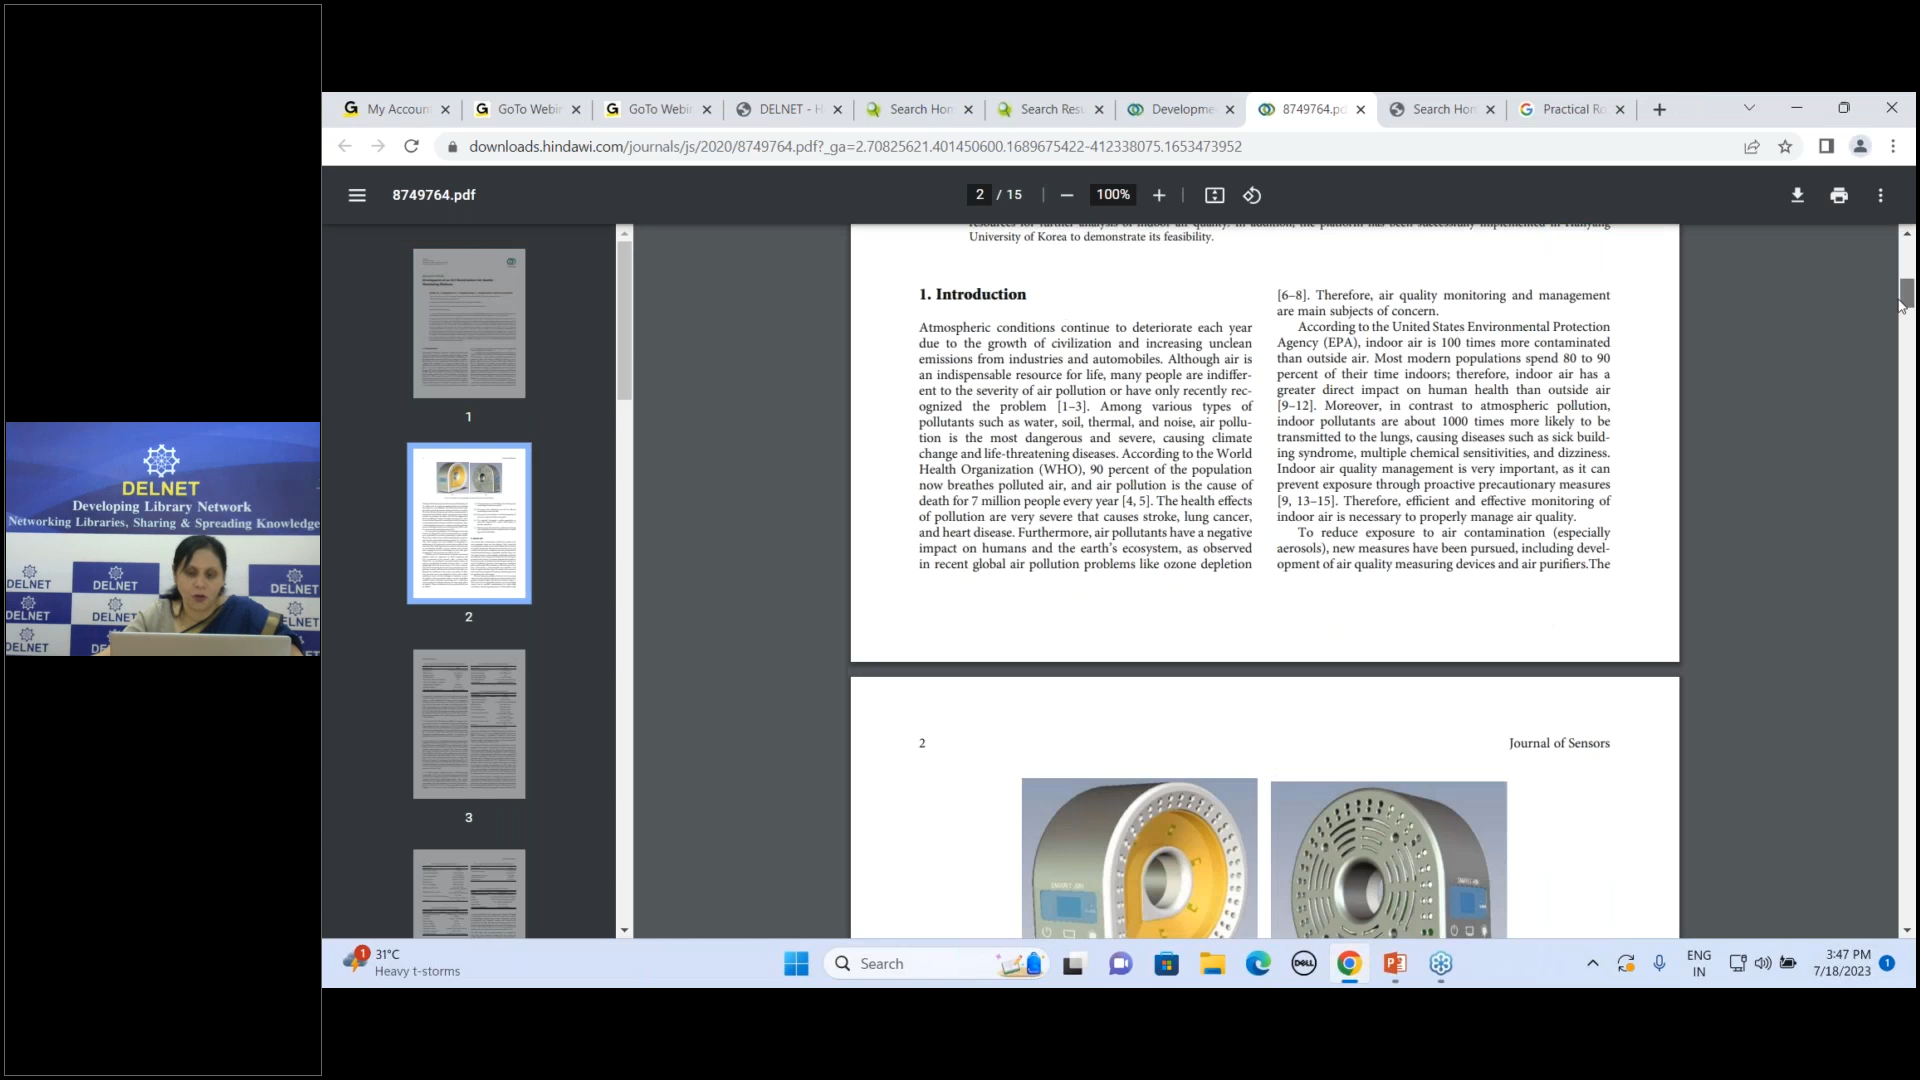 My Accoun
GoTo Webi
GoTo Webi
DELNET - H
Search Hom
Search Resu
Developme
8749764.pd
Search Hom
Practical Ro
downloads.hindawi.com/journals/js/2020/8749764.pdf?_ga=2.70825621.401450600.1689675422-412338075.1653473952
8749764.pdf
2 / 15
100%
1
2
3
University of Korea to demonstrate its feasibility.
1. Introduction
Atmospheric conditions continue to deteriorate each year
due to the growth of civilization and increasing unclean
emissions from industries and automobiles. Although air is
an indispensable resource for life, many people are indiffer-
ent to the severity of air pollution or have only recently rec-
ognized the problem [1–3]. Among various types of
pollutants such as water, soil, thermal, and noise, air pollu-
tion is the most dangerous and severe, causing climate
change and life-threatening diseases. According to the World
Health Organization (WHO), 90 percent of the population
now breathes polluted air, and air pollution is the cause of
death for 7 million people every year [4, 5]. The health effects
of pollution are very severe that causes stroke, lung cancer,
and heart disease. Furthermore, air pollutants have a negative
impact on humans and the earth's ecosystem, as observed
in recent global air pollution problems like ozone depletion
[6–8]. Therefore, air quality monitoring and management
are main subjects of concern.
According to the United States Environmental Protection
Agency (EPA), indoor air is 100 times more contaminated
than outside air. Most modern populations spend 80 to 90
percent of their time indoors; therefore, indoor air has a
greater direct impact on human health than outside air
[9–12]. Moreover, in contrast to atmospheric pollution,
indoor pollutants are about 1000 times more likely to be
transmitted to the lungs, causing diseases such as sick build-
ing syndrome, multiple chemical sensitivities, and dizziness.
Indoor air quality management is very important, as it can
prevent exposure through proactive precautionary measures
[9, 13–15]. Therefore, efficient and effective monitoring of
indoor air is necessary to properly manage air quality.
To reduce exposure to air contamination (especially
aerosols), new measures have been pursued, including devel-
opment of air quality measuring devices and air purifiers.The
2
Journal of Sensors
DELNET
Developing Library Network
Networking Libraries, Sharing & Spreading Knowledge
DELNET
DELNET
DELNET
DELNET
DELNET
ELNET
DELNET
DE
1
31°C
Heavy t-storms
Search
DELL
ENG
IN
3:47 PM
7/18/2023
1